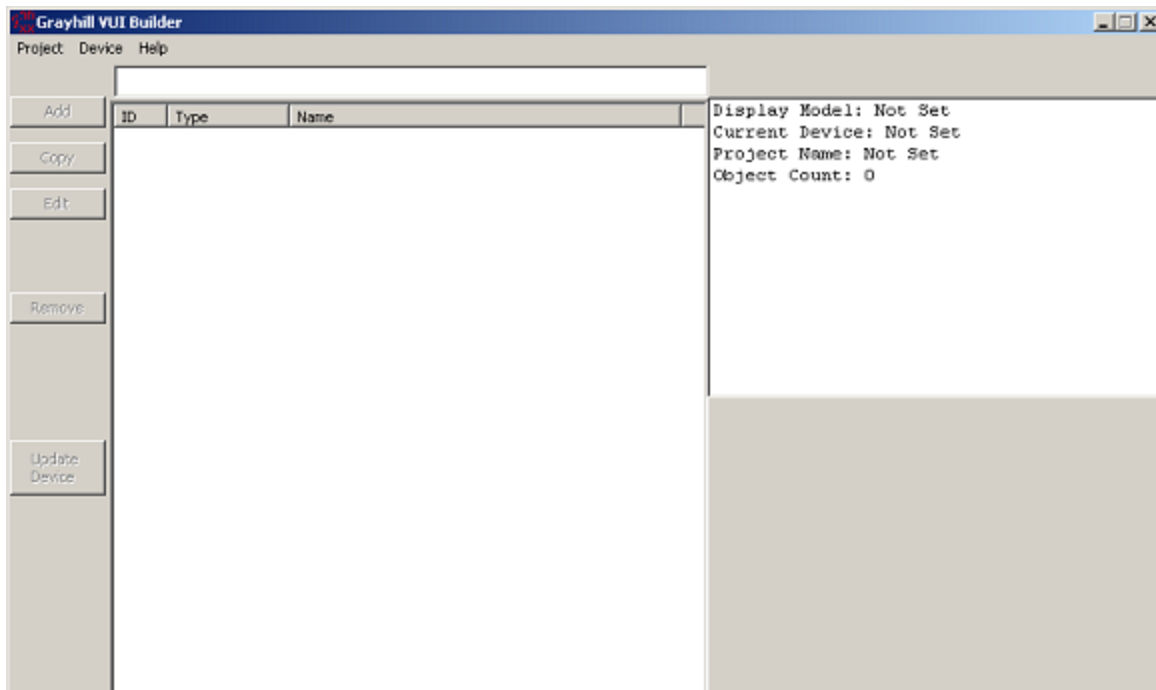 Grayhill VUI Builder
Project Device Help
Add
Copy
Edit
Remove
Update
Device
ID Type Name
Display Model: Not Set
Current Device: Not Set
Project Name: Not Set
Object Count: 0